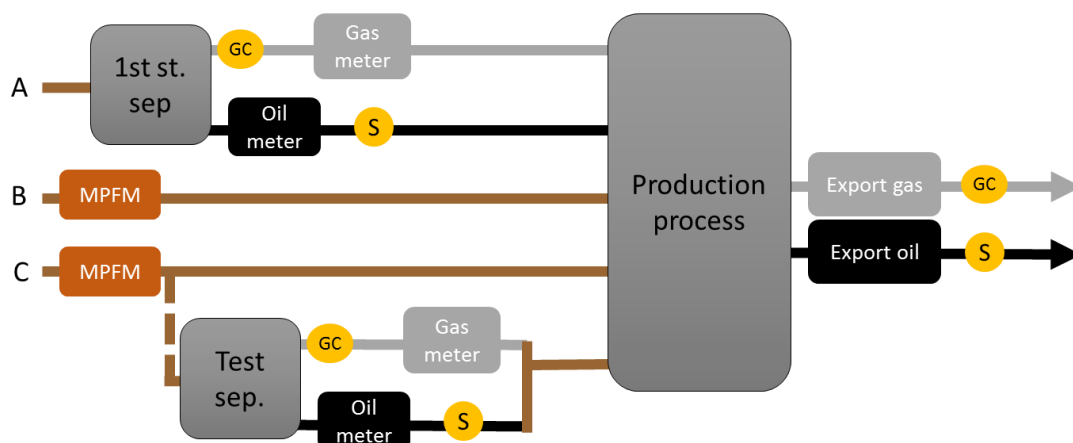 A
1st st.
sep
GC
Gas
meter
Oil
meter
S
B
MPFM
C
MPFM
Test
sep.
GC
Gas
meter
Oil
meter
S
Production
process
Export gas
GC
Export oil
S